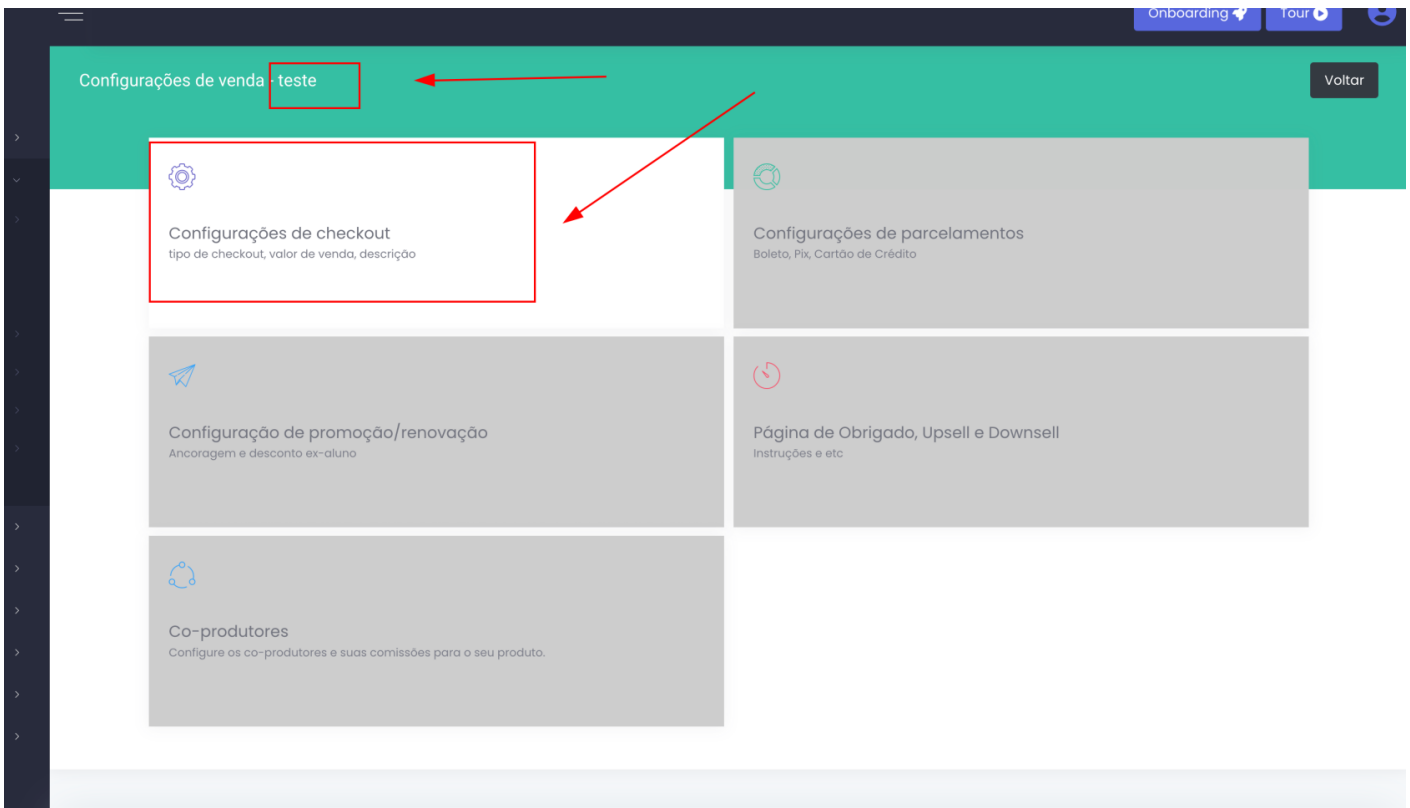 Onboarding
Tour
Configurações de venda - teste
Voltar
Configurações de checkout
tipo de checkout, valor de venda, descrição
Configurações de parcelamentos
Boleto, Pix, Cartão de Crédito
Configuração de promoção/renovação
Ancoragem e desconto ex-aluno
Página de Obrigado, Upsell e Downsell
Instruções e etc
Co-produtores
Configure os co-produtores e suas comissões para o seu produto.